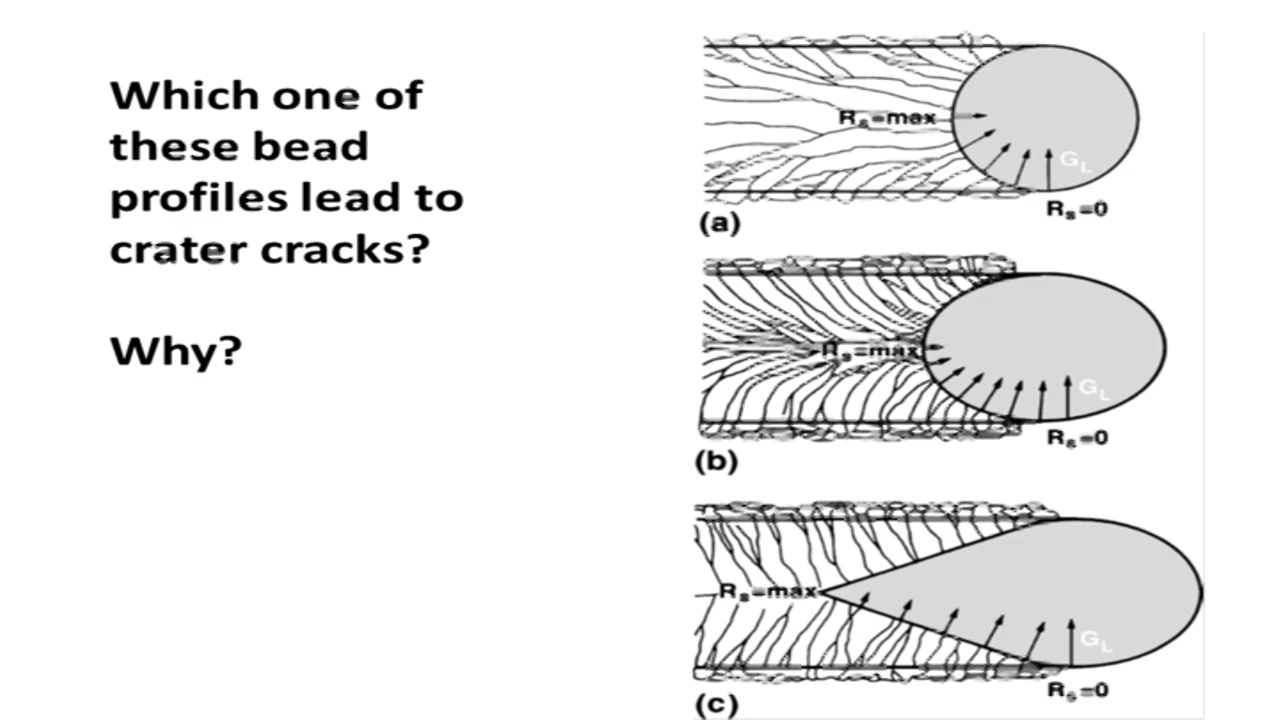 Which one of
these bead
profiles lead to
crater cracks?
Why?
Rs=max
GL
Rs=0
(a)
Rs=max
GL
Rs=0
(b)
Rs=max
GL
Rs=0
(c)